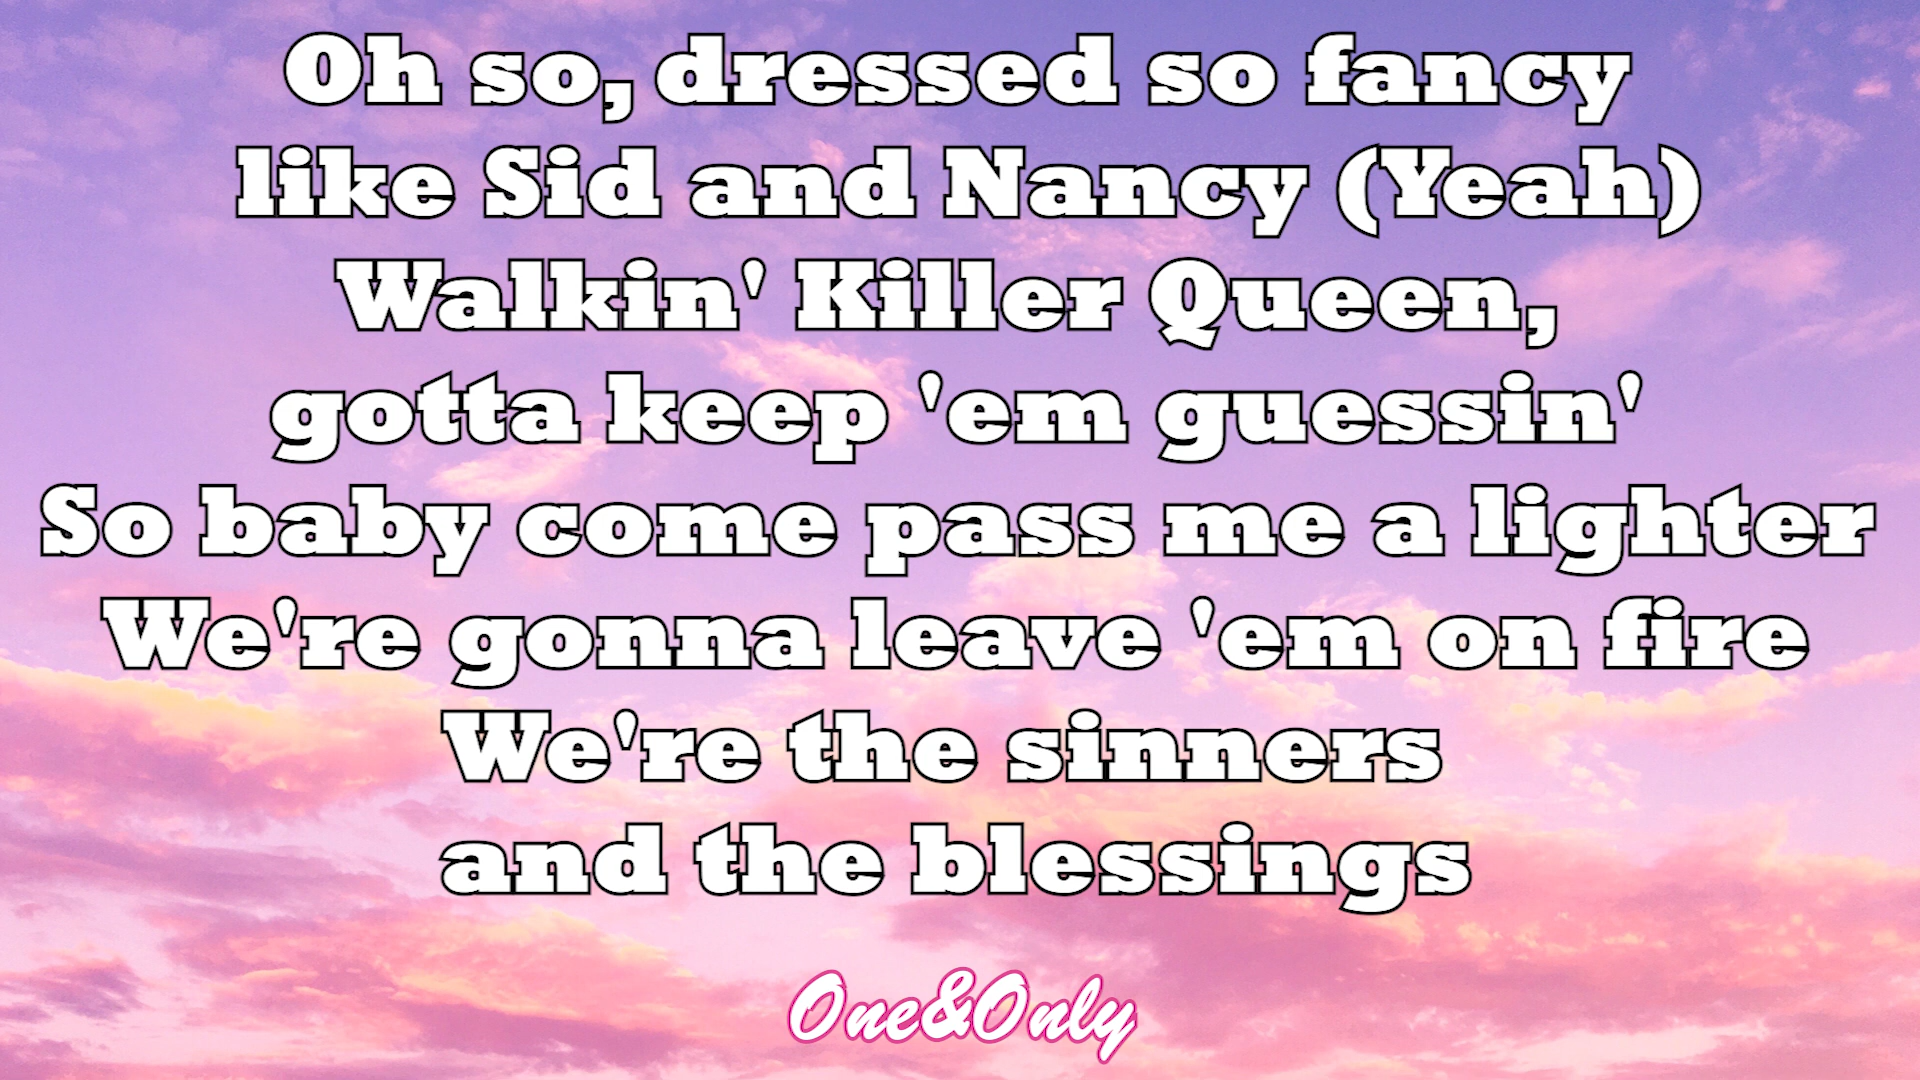 Oh so, dressed so fancy
like Sid and Nancy (Yeah)
Walkin' Killer Queen,
gotta keep 'em guessin'
So baby come pass me a lighter
We're gonna leave 'em on fire
We're the sinners
and the blessings
One&Only